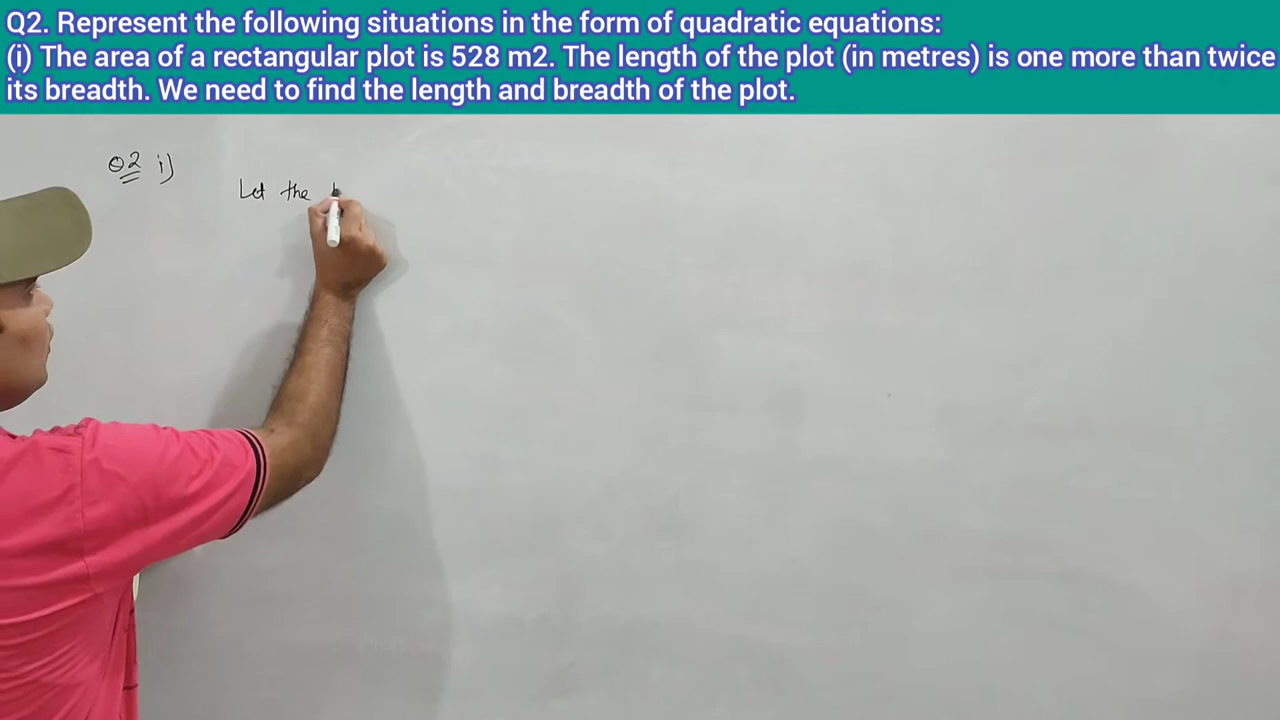 Q2. Represent the following situations in the form of quadratic equations:
(i) The area of a rectangular plot is 528 m2. The length of the plot (in metres) is one more than twice
its breadth. We need to find the length and breadth of the plot.
Q2 i)
Let the